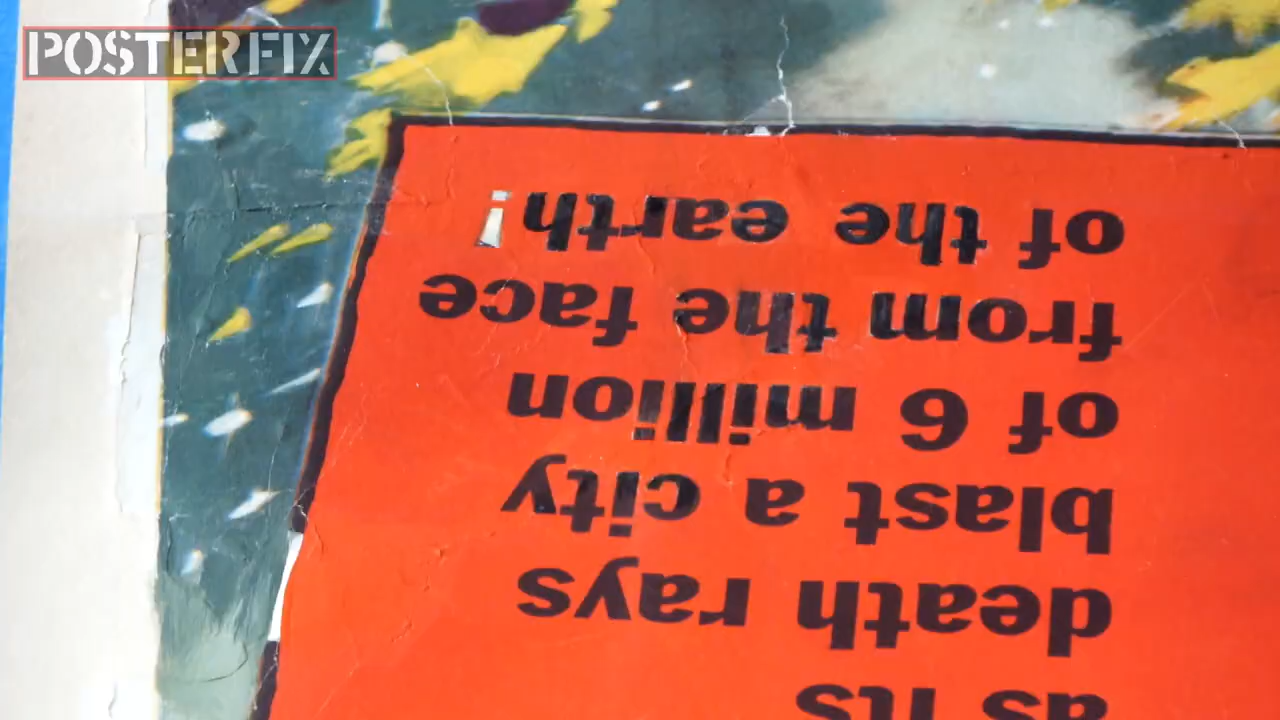 POSTERFIX
as its
death rays
blast a city
of 6 million
from the face
of the earth!